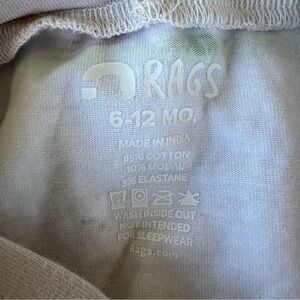 RAGS
6-12 MO.
MADE IN INDIA
85% COTTON
10% MODAL
5% ELASTANE
WASH INSIDE OUT
NOT INTENDED
FOR SLEEPWEAR
Rags.com